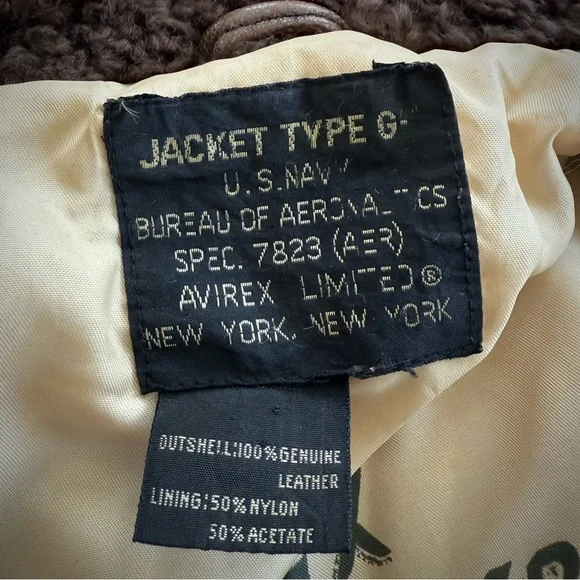 JACKET TYPE G-
U.S. NAVY
BUREAU OF AERONAUTICS
SPEC. 7823 (AER)
AVIREX LIMITED®
NEW YORK, NEW YORK
OUTSHELL:100%GENUINE
LEATHER
LINING:50%NYLON
50%ACETATE